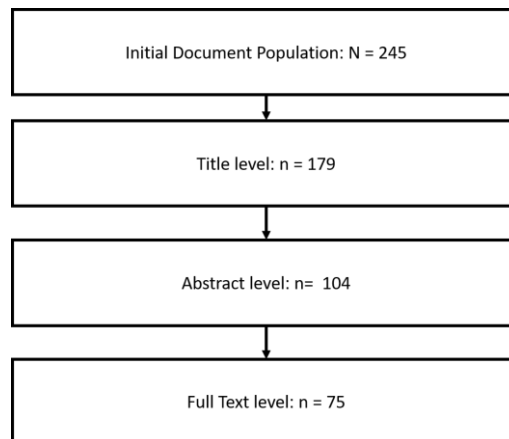 Initial Document Population: N = 245
Title level: n = 179
Abstract level: n=  104
Full Text level: n = 75